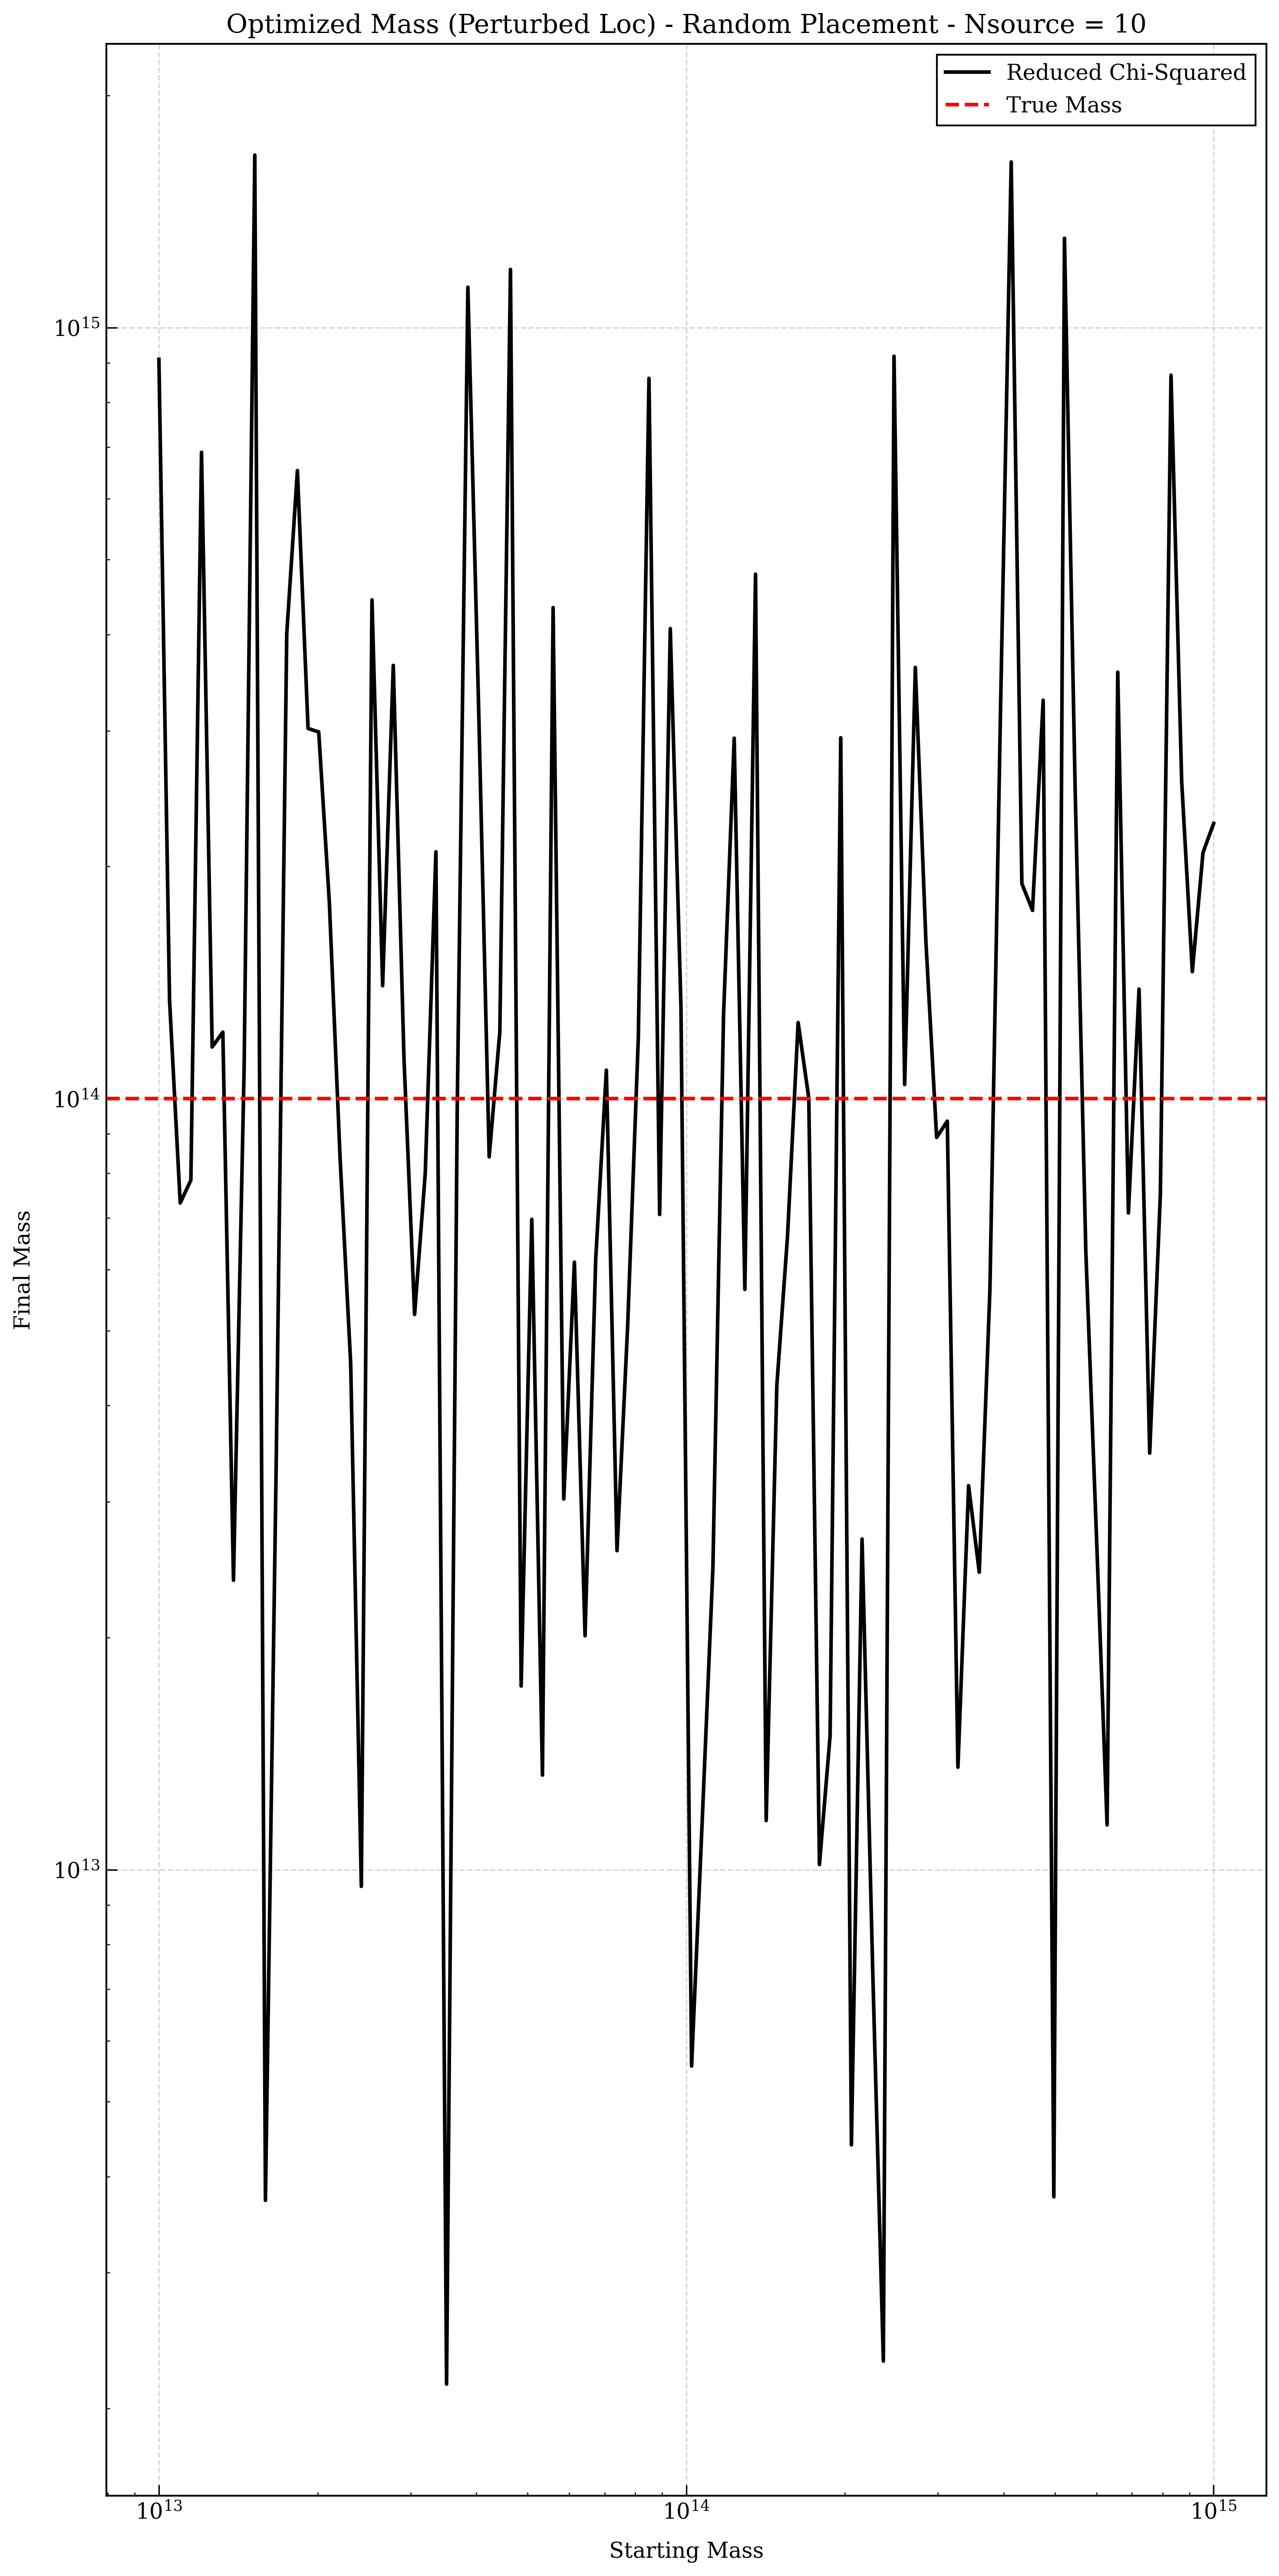 Optimized Mass (Perturbed Loc) - Random Placement - Nsource = 10
Reduced Chi-Squared
True Mass
10^15
10^14
10^13
Final Mass
10^13 10^14 10^15
Starting Mass